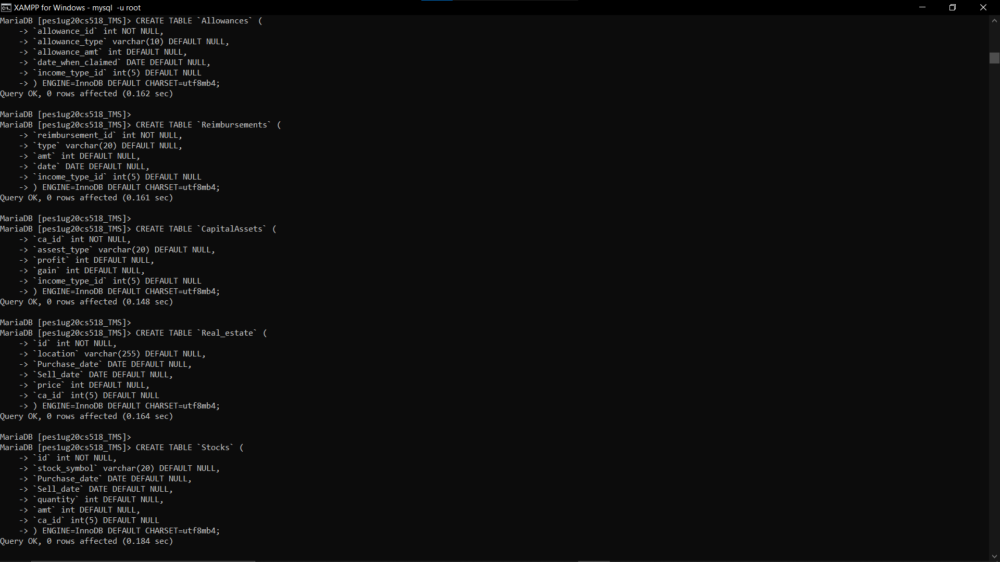 XAMPP for Windows - mysql  -u root
MariaDB [pes1ug20cs518_TMS]> CREATE TABLE `Allowances` (
    -> `allowance_id` int NOT NULL,
    -> `allowance_type` varchar(10) DEFAULT NULL,
    -> `allowance_amt` int DEFAULT NULL,
    -> `date_when_claimed` DATE DEFAULT NULL,
    -> `income_type_id` int(5) DEFAULT NULL
    -> ) ENGINE=InnoDB DEFAULT CHARSET=utf8mb4;
Query OK, 0 rows affected (0.162 sec)

MariaDB [pes1ug20cs518_TMS]>
MariaDB [pes1ug20cs518_TMS]> CREATE TABLE `Reimbursements` (
    -> `reimbursement_id` int NOT NULL,
    -> `type` varchar(20) DEFAULT NULL,
    -> `amt` int DEFAULT NULL,
    -> `date` DATE DEFAULT NULL,
    -> `income_type_id` int(5) DEFAULT NULL
    -> ) ENGINE=InnoDB DEFAULT CHARSET=utf8mb4;
Query OK, 0 rows affected (0.161 sec)

MariaDB [pes1ug20cs518_TMS]>
MariaDB [pes1ug20cs518_TMS]> CREATE TABLE `CapitalAssets` (
    -> `ca_id` int NOT NULL,
    -> `assest_type` varchar(20) DEFAULT NULL,
    -> `profit` int DEFAULT NULL,
    -> `gain` int DEFAULT NULL,
    -> `income_type_id` int(5) DEFAULT NULL
    -> ) ENGINE=InnoDB DEFAULT CHARSET=utf8mb4;
Query OK, 0 rows affected (0.148 sec)

MariaDB [pes1ug20cs518_TMS]>
MariaDB [pes1ug20cs518_TMS]> CREATE TABLE `Real_estate` (
    -> `id` int NOT NULL,
    -> `location` varchar(255) DEFAULT NULL,
    -> `Purchase_date` DATE DEFAULT NULL,
    -> `Sell_date` DATE DEFAULT NULL,
    -> `price` int DEFAULT NULL,
    -> `ca_id` int(5) DEFAULT NULL
    -> ) ENGINE=InnoDB DEFAULT CHARSET=utf8mb4;
Query OK, 0 rows affected (0.164 sec)

MariaDB [pes1ug20cs518_TMS]>
MariaDB [pes1ug20cs518_TMS]> CREATE TABLE `Stocks` (
    -> `id` int NOT NULL,
    -> `stock_symbol` varchar(20) DEFAULT NULL,
    -> `Purchase_date` DATE DEFAULT NULL,
    -> `Sell_date` DATE DEFAULT NULL,
    -> `quantity` int DEFAULT NULL,
    -> `amt` int DEFAULT NULL,
    -> `ca_id` int(5) DEFAULT NULL
    -> ) ENGINE=InnoDB DEFAULT CHARSET=utf8mb4;
Query OK, 0 rows affected (0.184 sec)